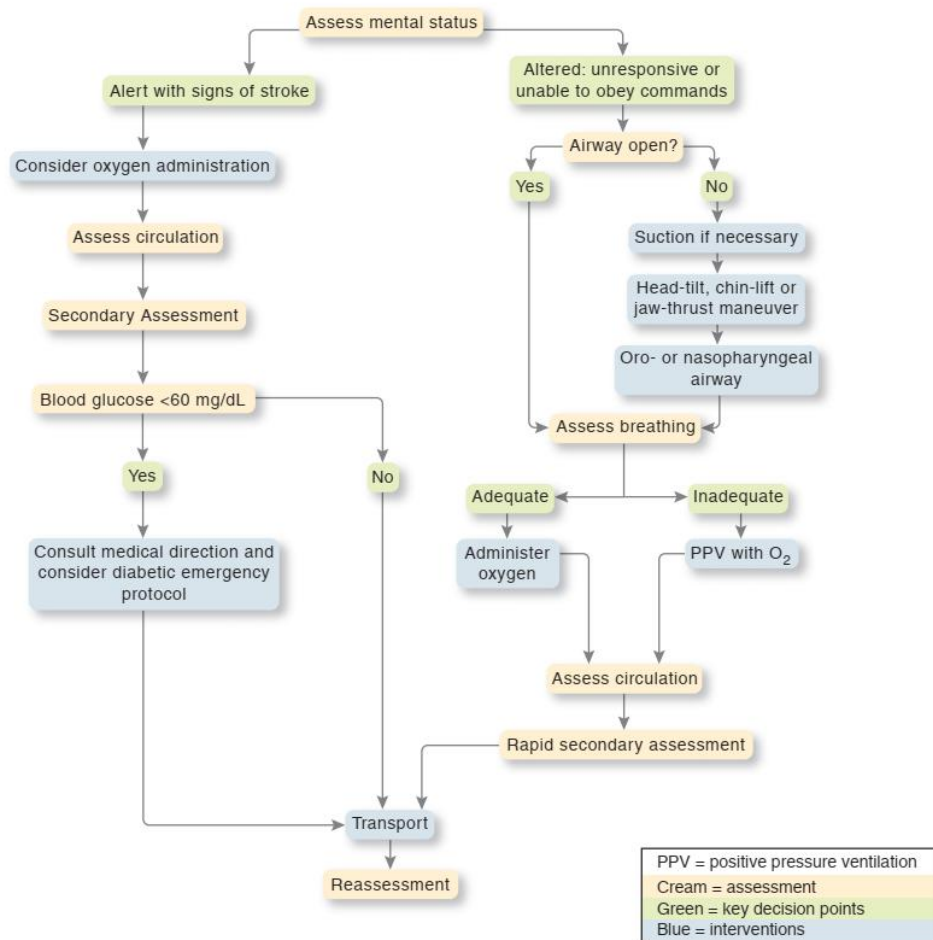 Assess mental status
Alert with signs of stroke
Consider oxygen administration
Assess circulation
Secondary Assessment
Blood glucose <60 mg/dL
Yes
No
Consult medical direction and
consider diabetic emergency
protocol
Altered: unresponsive or
unable to obey commands
Airway open?
Yes
No
Suction if necessary
Head-tilt, chin-lift or
jaw-thrust maneuver
Oro- or nasopharyngeal
airway
Assess breathing
Adequate
Inadequate
Administer
oxygen
PPV with O₂
Assess circulation
Rapid secondary assessment
Transport
Reassessment
PPV = positive pressure ventilation
Cream = assessment
Green = key decision points
Blue = interventions